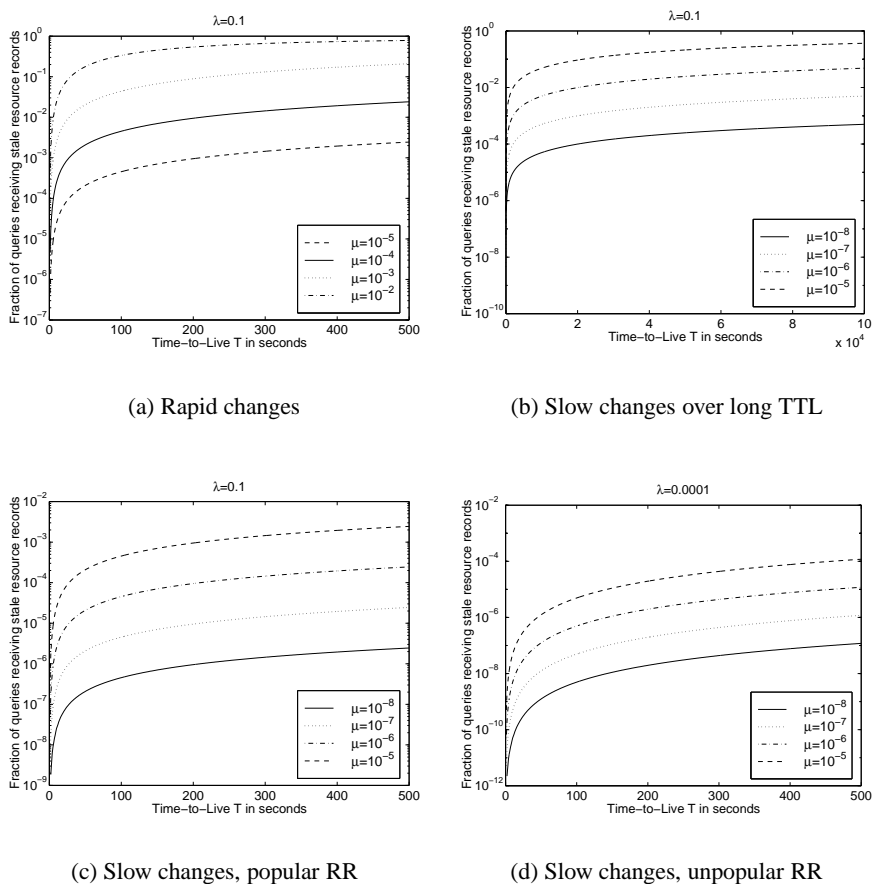 λ=0.1
Fraction of queries receiving stale resource records
10⁰
10⁻¹
10⁻²
10⁻³
10⁻⁴
10⁻⁵
10⁻⁶
10⁻⁷
0 100 200 300 400 500
Time−to−Live T in seconds
μ=10⁻⁵
μ=10⁻⁴
μ=10⁻³
μ=10⁻²
(a) Rapid changes
λ=0.1
Fraction of queries receiving stale resource records
10⁰
10⁻²
10⁻⁴
10⁻⁶
10⁻⁸
10⁻¹⁰
0 2 4 6 8 10
x 10⁴
Time−to−Live T in seconds
μ=10⁻⁸
μ=10⁻⁷
μ=10⁻⁶
μ=10⁻⁵
(b) Slow changes over long TTL
λ=0.1
Fraction of queries receiving stale resource records
10⁻²
10⁻³
10⁻⁴
10⁻⁵
10⁻⁶
10⁻⁷
10⁻⁸
10⁻⁹
0 100 200 300 400 500
Time−to−Live T in seconds
μ=10⁻⁸
μ=10⁻⁷
μ=10⁻⁶
μ=10⁻⁵
(c) Slow changes, popular RR
λ=0.0001
Fraction of queries receiving stale resource records
10⁻²
10⁻⁴
10⁻⁶
10⁻⁸
10⁻¹⁰
10⁻¹²
0 100 200 300 400 500
Time−to−Live T in seconds
μ=10⁻⁸
μ=10⁻⁷
μ=10⁻⁶
μ=10⁻⁵
(d) Slow changes, unpopular RR